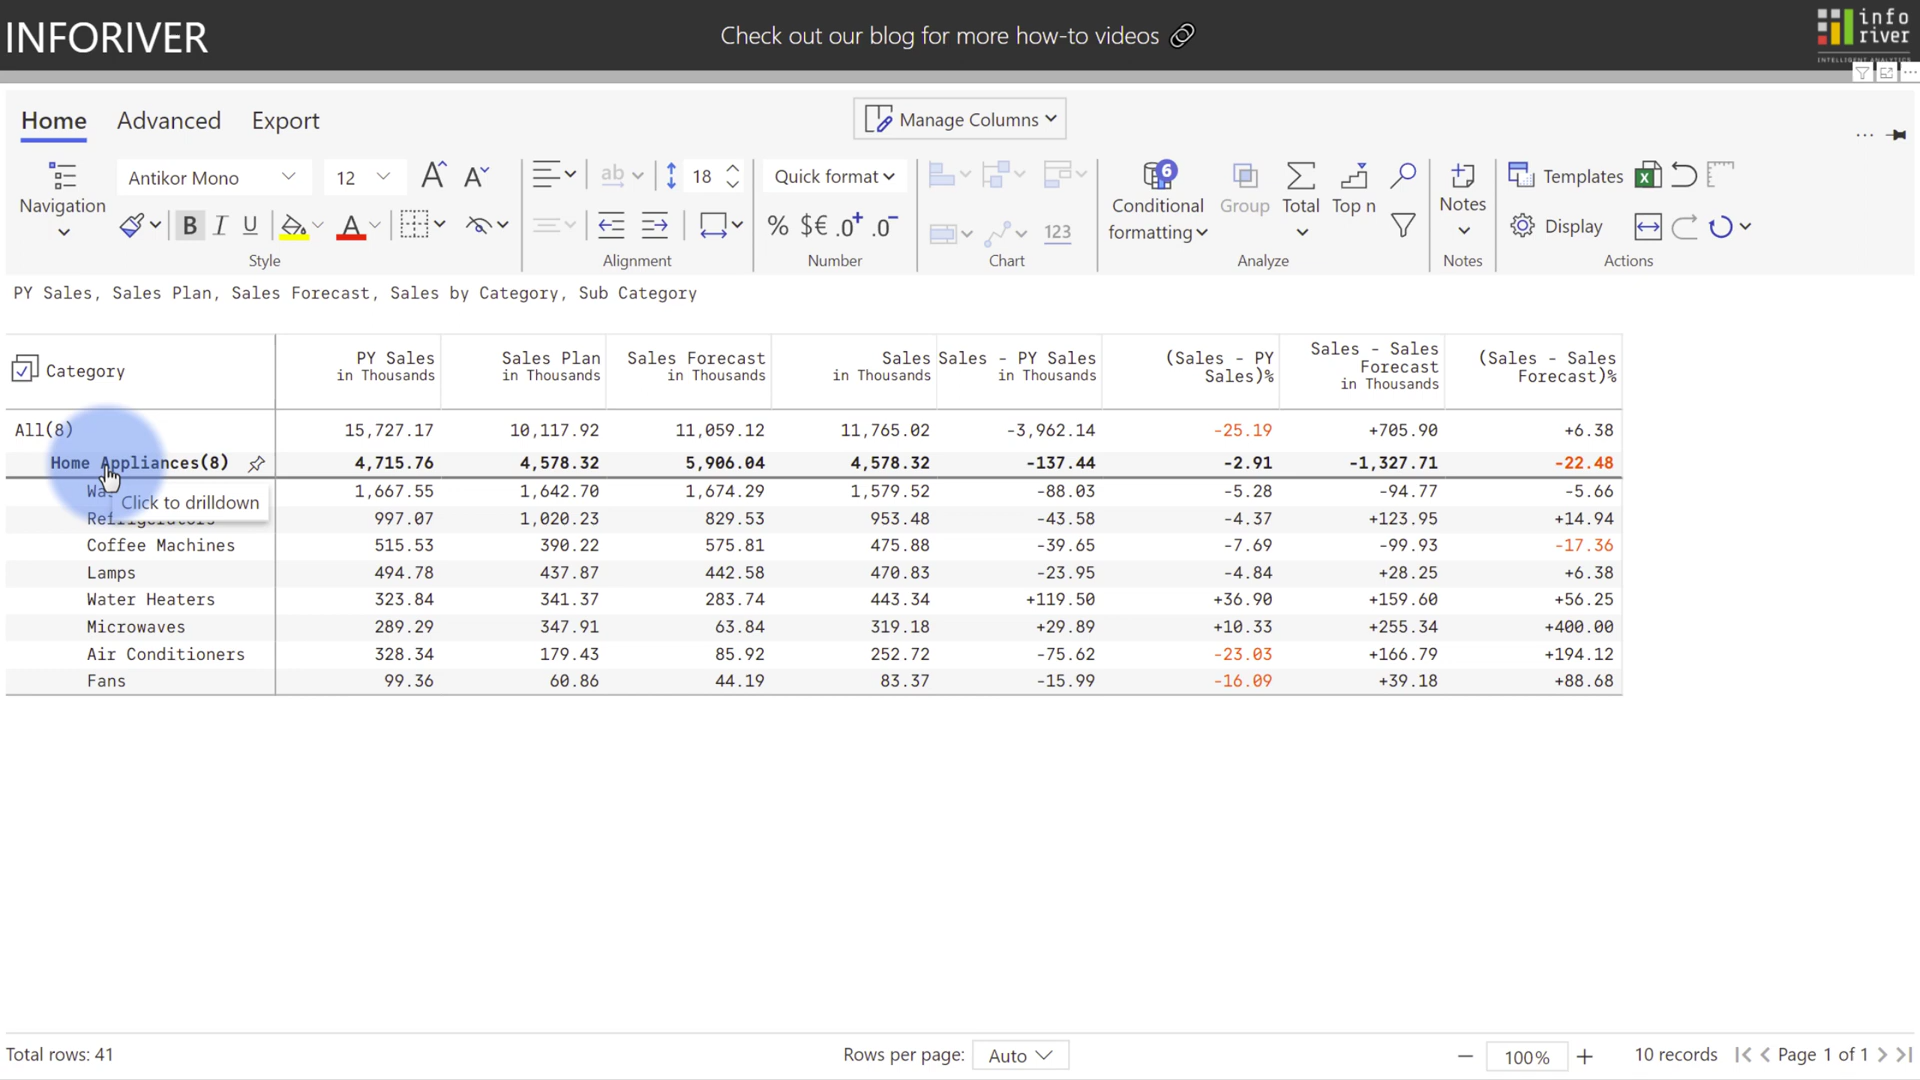 INFORIVER
Check out our blog for more how-to videos
info
river
Home Advanced Export
Manage Columns
Navigation
Antikor Mono
12
18
Quick format
6
Conditional
formatting
Group
Total
Top n
Notes
Templates
Display
B I U
A
ab
% $€ .0+ .0-
123
Style
Alignment
Number
Chart
Analyze
Notes
Actions
PY Sales, Sales Plan, Sales Forecast, Sales by Category, Sub Category
Category
PY Sales
in Thousands
Sales Plan
in Thousands
Sales Forecast
in Thousands
Sales
in Thousands
Sales - PY Sales
in Thousands
(Sales - PY
Sales)%
Sales - Sales
Forecast
in Thousands
(Sales - Sales
Forecast)%
All(8) 15,727.17 10,117.92 11,059.12 11,765.02 -3,962.14 -25.19 +705.90 +6.38
Home Appliances(8) 4,715.76 4,578.32 5,906.04 4,578.32 -137.44 -2.91 -1,327.71 -22.48
1,667.55 1,642.70 1,674.29 1,579.52 -88.03 -5.28 -94.77 -5.66
Click to drilldown
Refrigerators 997.07 1,020.23 829.53 953.48 -43.58 -4.37 +123.95 +14.94
Coffee Machines 515.53 390.22 575.81 475.88 -39.65 -7.69 -99.93 -17.36
Lamps 494.78 437.87 442.58 470.83 -23.95 -4.84 +28.25 +6.38
Water Heaters 323.84 341.37 283.74 443.34 +119.50 +36.90 +159.60 +56.25
Microwaves 289.29 347.91 63.84 319.18 +29.89 +10.33 +255.34 +400.00
Air Conditioners 328.34 179.43 85.92 252.72 -75.62 -23.03 +166.79 +194.12
Fans 99.36 60.86 44.19 83.37 -15.99 -16.09 +39.18 +88.68
Total rows: 41
Rows per page: Auto
100%
10 records
Page 1 of 1